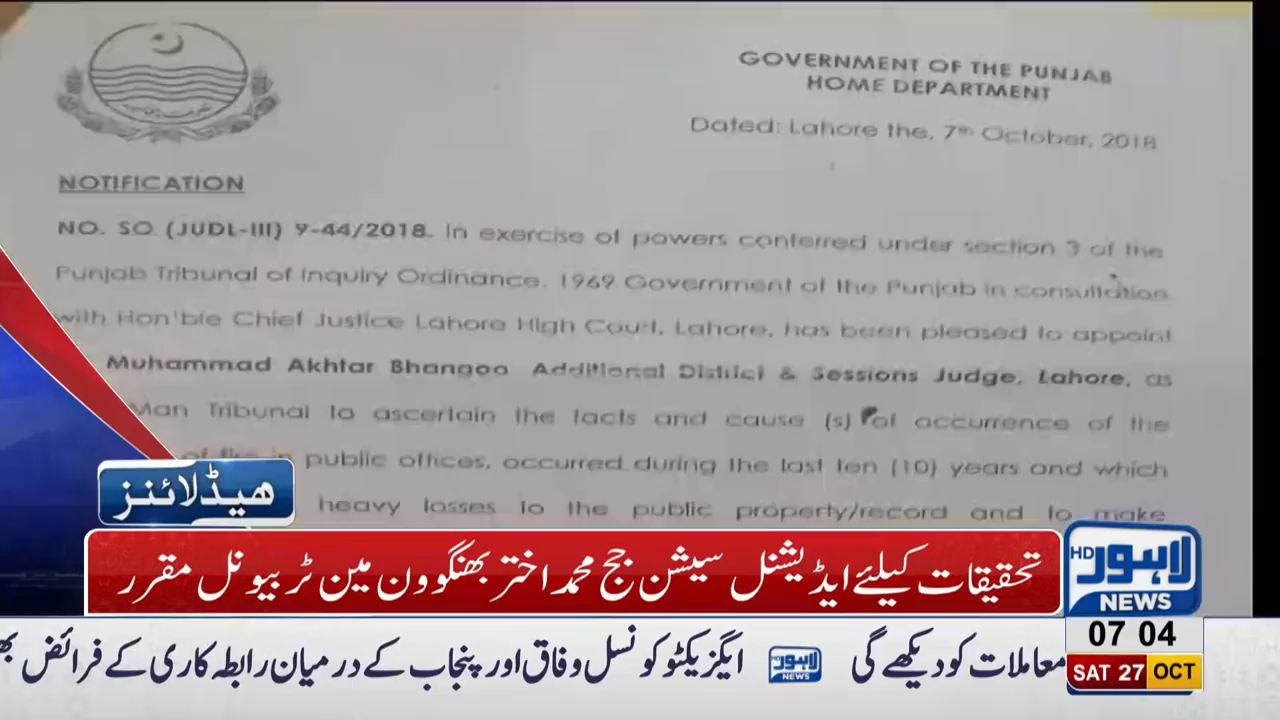 GOVERNMENT OF THE PUNJAB
HOME DEPARTMENT
Dated: Lahore the, 7th October, 2018
NOTIFICATION
NO. SO (JUDL-III) 9-44/2018. In exercise of powers conferred under section 3 of the
Punjab Tribunal of Inquiry Ordinance, 1969 Government of the Punjab in consultation
with Hon'ble Chief Justice Lahore High Court, Lahore, has been pleased to appoint
Muhammad Akhtar Bhangoo Additional District & Sessions Judge, Lahore, as
Man Tribunal to ascertain the facts and cause (s) of occurrence of the
public offices, occurred during the last ten (10) years and which
heavy losses to the public property/record and to make
ھیڈلائنز
تحقیقات کیلئے ایڈیشنل سیشن جج محمد اختر بھنگو ون مین ٹربیونل مقرر
لاہور HD
NEWS
07 04
SAT 27 OCT
معاملات کو دیکھے گی لاہور NEWS ایگزیکٹو کونسل وفاق اور پنجاب کے درمیان رابطہ کاری کے فرائض